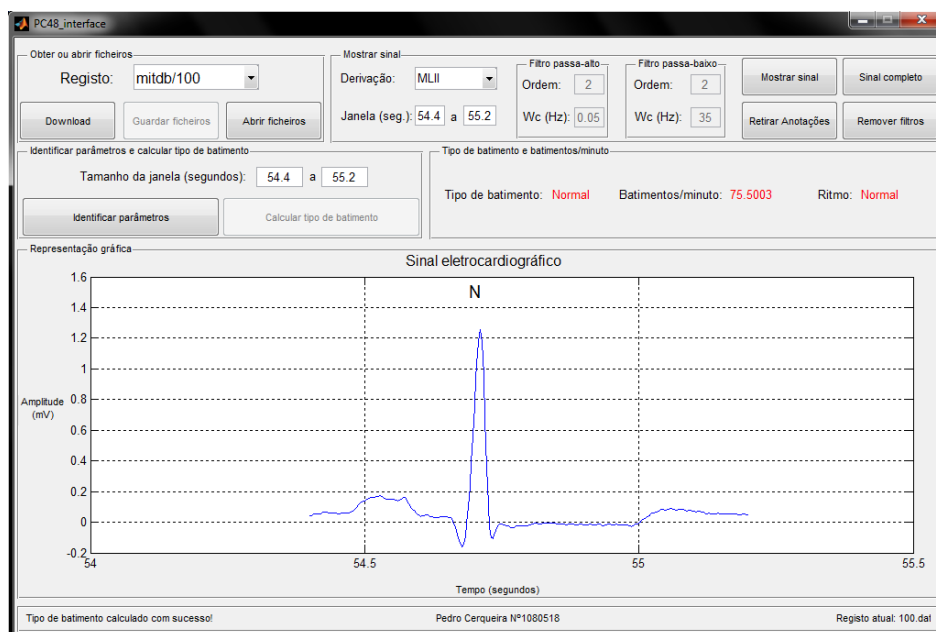 PC48_interface
Obter ou abrir ficheiros
Registo: mitdb/100
Download Guardar ficheiros Abrir ficheiros
Mostrar sinal
Derivação: MLII
Janela (seg.): 54.4 a 55.2
Filtro passa-alto
Ordem: 2
Wc (Hz): 0.05
Filtro passa-baixo
Ordem: 2
Wc (Hz): 35
Mostrar sinal Sinal completo
Retirar Anotações Remover filtros
Identificar parâmetros e calcular tipo de batimento
Tamanho da janela (segundos): 54.4 a 55.2
Identificar parâmetros Calcular tipo de batimento
Tipo de batimento e batimentos/minuto
Tipo de batimento: Normal Batimentos/minuto: 75.5003 Ritmo: Normal
Representação gráfica
Sinal eletrocardiográfico
N
1.6
1.4
1.2
1
0.8
0.6
0.4
0.2
0
-0.2
Amplitude
(mV)
54 54.5 55 55.5
Tempo (segundos)
Tipo de batimento calculado com sucesso! Pedro Cerqueira Nº1080518 Registo atual: 100.dat